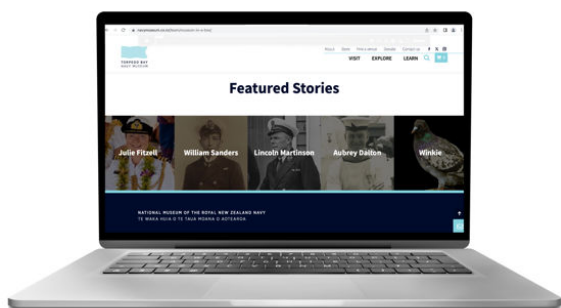 About Store Find a venue Donate Contact us
VISIT EXPLORE LEARN
TORPEDO BAY
NAVY MUSEUM
Featured Stories
Julie Fitzell William Sanders Lincoln Martinson Aubrey Dalton Winkie
NATIONAL MUSEUM OF THE ROYAL NEW ZEALAND NAVY
TE WAKA HUIA O TE TAUA MOANA O AOTEAROA